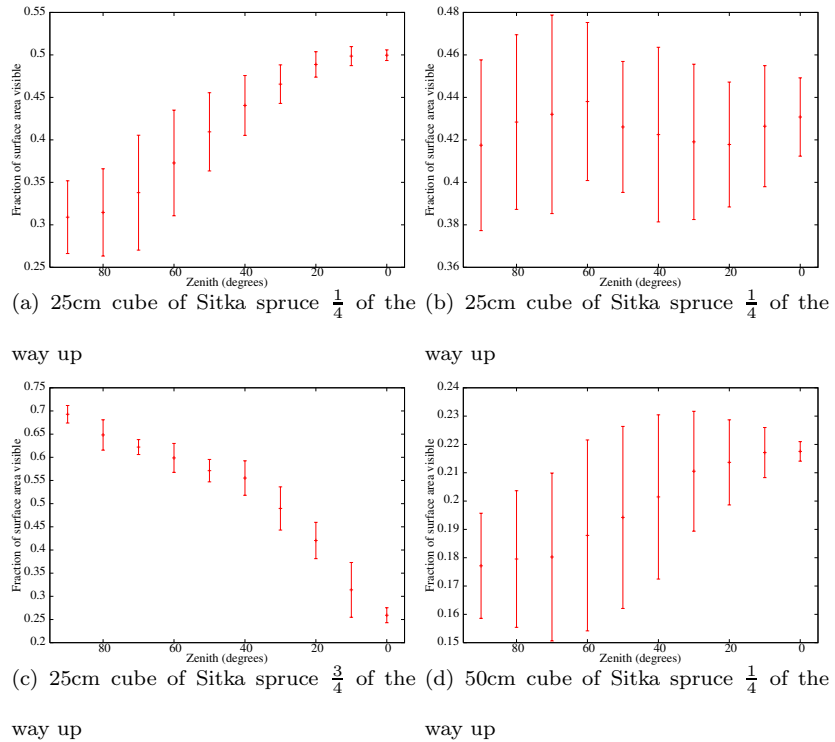 0.55
0.5
0.45
0.4
0.35
0.3
0.25
Fraction of surface area visible
80 60 40 20 0
Zenith (degrees)
(a) 25cm cube of Sitka spruce 1/4 of the
way up
0.48
0.46
0.44
0.42
0.4
0.38
0.36
Fraction of surface area visible
80 60 40 20 0
Zenith (degrees)
(b) 25cm cube of Sitka spruce 1/4 of the
way up
0.75
0.7
0.65
0.6
0.55
0.5
0.45
0.4
0.35
0.3
0.25
0.2
Fraction of surface area visible
80 60 40 20 0
Zenith (degrees)
(c) 25cm cube of Sitka spruce 3/4 of the
way up
0.24
0.23
0.22
0.21
0.2
0.19
0.18
0.17
0.16
0.15
Fraction of surface area visible
80 60 40 20 0
Zenith (degrees)
(d) 50cm cube of Sitka spruce 1/4 of the
way up